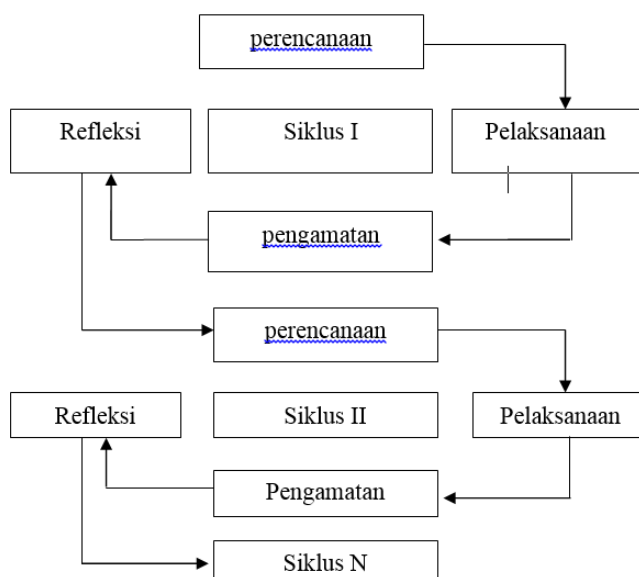 perencanaan
Refleksi
Siklus I
Pelaksanaan
pengamatan
perencanaan
Refleksi
Siklus II
Pelaksanaan
Pengamatan
Siklus N